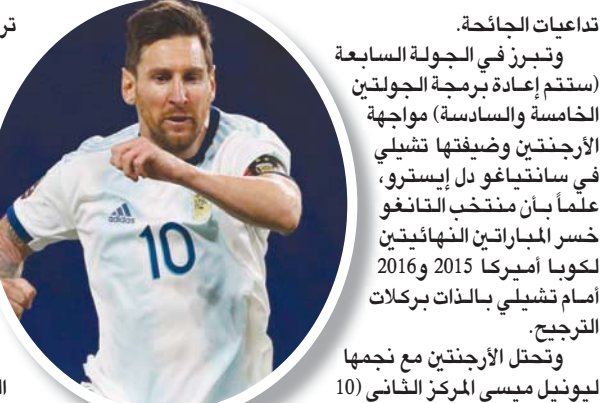 تداعيات الجائحة.
وتبرز في الجولة السابعة
(ستتم إعادة برمجة الجولتين
الخامسة والسادسة) مواجهة
الأرجنتين وضيفتها تشيلي
في سانتياغو دل إيسترو،
علماً بأن منتخب التانغو
خسر المباراتين النهائيتين
لكوبا أميركا 2015 و2016
أمام تشيلي بالذات بركلات
الترجيح.
وتحتل الأرجنتين مع نجمها
ليونيل ميسي المركز الثاني (10
adidas
10